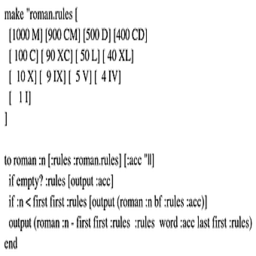 make "roman.rules [
[1000 M] [900 CM] [500 D] [400 CD]
[ 100 C] [ 90 XC] [ 50 L] [ 40 XL]
[ 10 X] [ 9 IX] [ 5 V] [ 4 IV]
[ 1 I]
]
to roman :n [:rules :roman.rules] [:acc "||]
if empty? :rules [output :acc]
if :n < first first :rules [output (roman :n bf :rules :acc)]
output (roman :n - first first :rules :rules word :acc last first :rules)
end